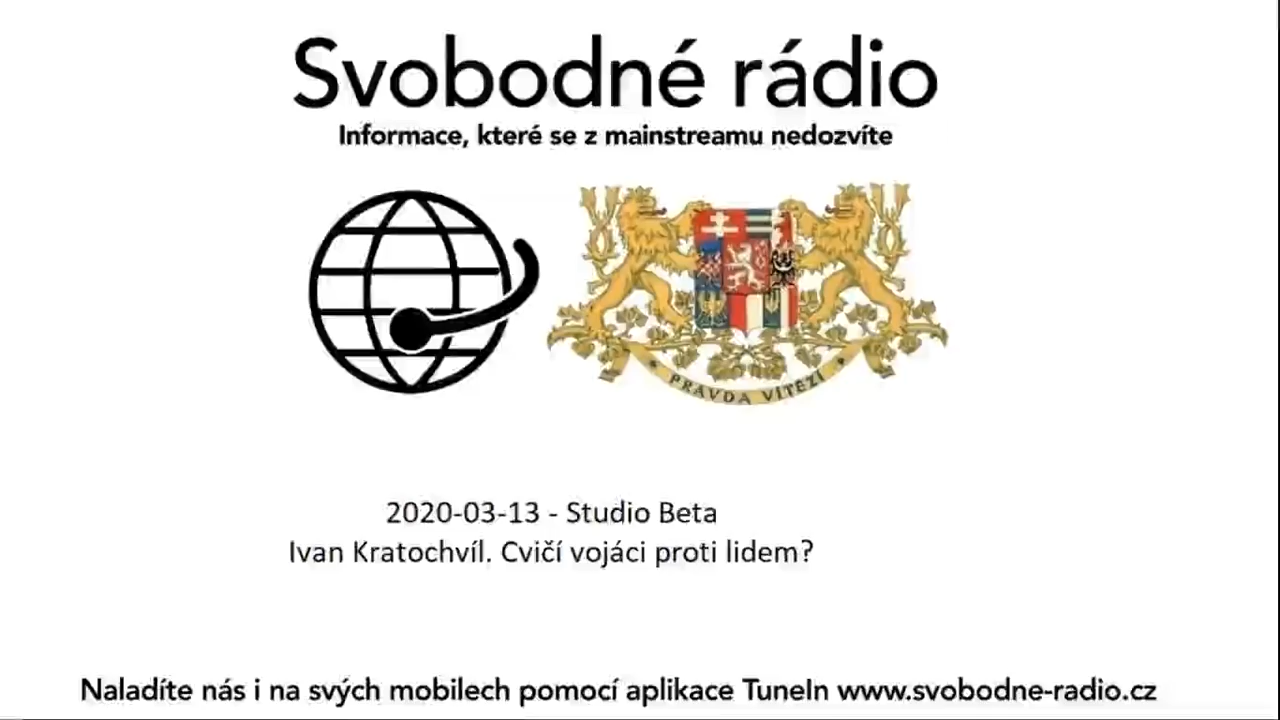 Svobodné rádio
Informace, které se z mainstreamu nedozvíte
PRAVDA VÍTĚZÍ
2020-03-13 - Studio Beta
Ivan Kratochvíl. Cvičí vojáci proti lidem?
Naladíte nás i na svých mobilech pomocí aplikace TuneIn www.svobodne-radio.cz